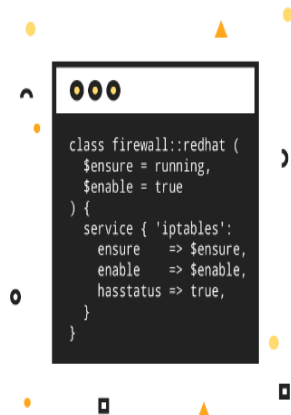 class firewall::redhat (
  $ensure = running,
  $enable = true
) {
  service { 'iptables':
    ensure    => $ensure,
    enable    => $enable,
    hasstatus => true,
  }
}